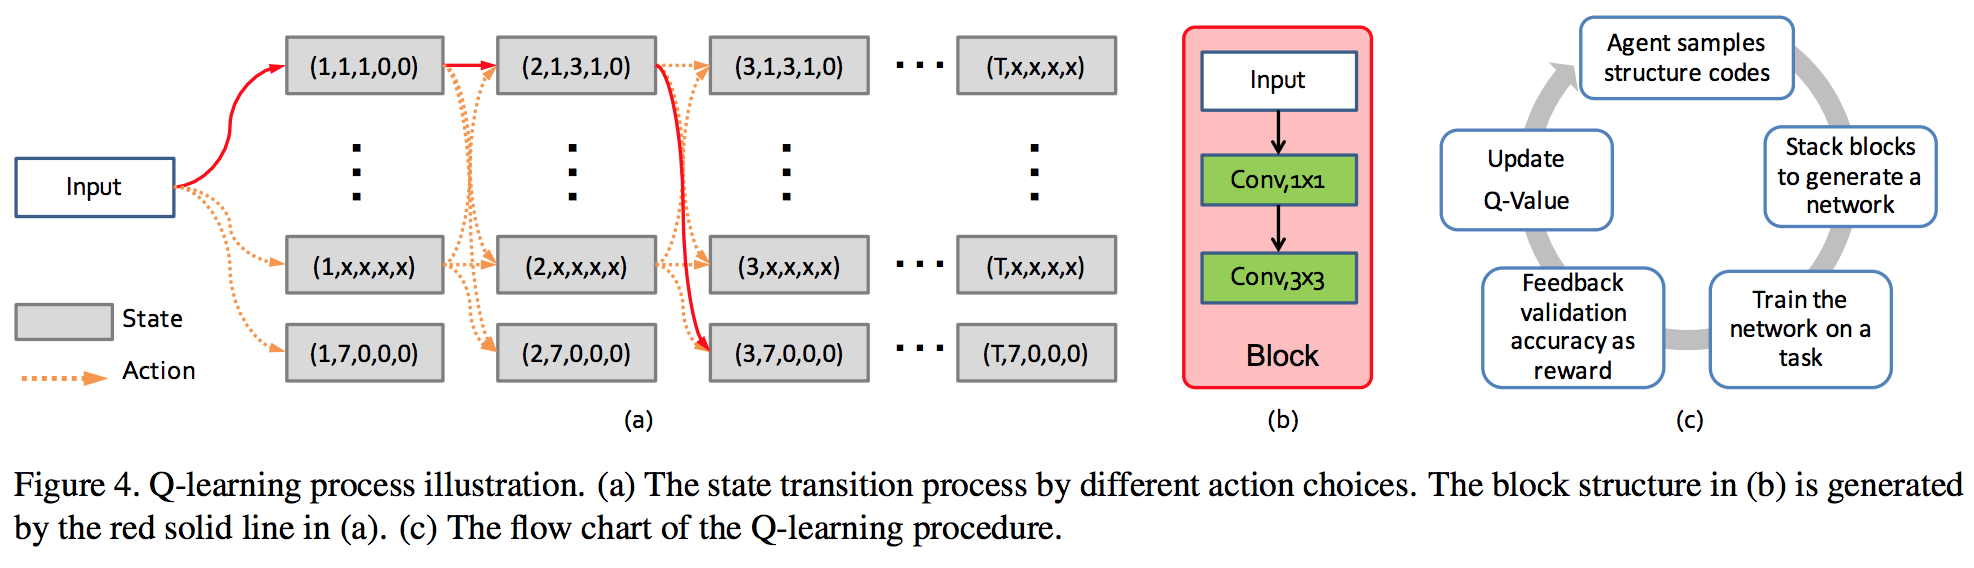 Input
State
Action
(1,1,1,0,0)
(2,1,3,1,0)
(3,1,3,1,0)
(T,x,x,x,x)
(1,x,x,x,x)
(2,x,x,x,x)
(3,x,x,x,x)
(T,x,x,x,x)
(1,7,0,0,0)
(2,7,0,0,0)
(3,7,0,0,0)
(T,7,0,0,0)
(a)
Input
Conv,1x1
Conv,3x3
Block
(b)
Agent samples
structure codes
Stack blocks
to generate a
network
Train the
network on a
task
Feedback
validation
accuracy as
reward
Update
Q-Value
(c)
Figure 4. Q-learning process illustration. (a) The state transition process by different action choices. The block structure in (b) is generated
by the red solid line in (a). (c) The flow chart of the Q-learning procedure.